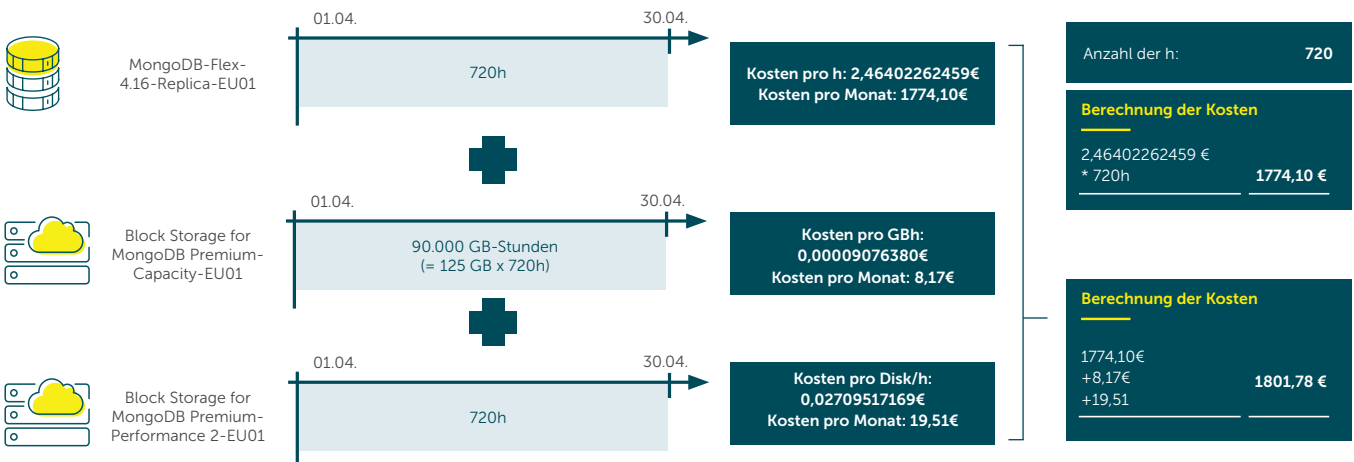 01.04.
30.04.
MongoDB-Flex-
4.16-Replica-EU01
720h
Kosten pro h: 2,46402262459€
Kosten pro Monat: 1774,10€
01.04.
30.04.
Block Storage for
MongoDB Premium-
Capacity-EU01
90.000 GB-Stunden
(= 125 GB x 720h)
Kosten pro GBh:
0,00009076380€
Kosten pro Monat: 8,17€
01.04.
30.04.
Block Storage for
MongoDB Premium-
Performance 2-EU01
720h
Kosten pro Disk/h:
0,02709517169€
Kosten pro Monat: 19,51€
Anzahl der h: 720
Berechnung der Kosten
2,46402262459 €
* 720h 1774,10 €
Berechnung der Kosten
1774,10€
+8,17€
+19,51
1801,78 €